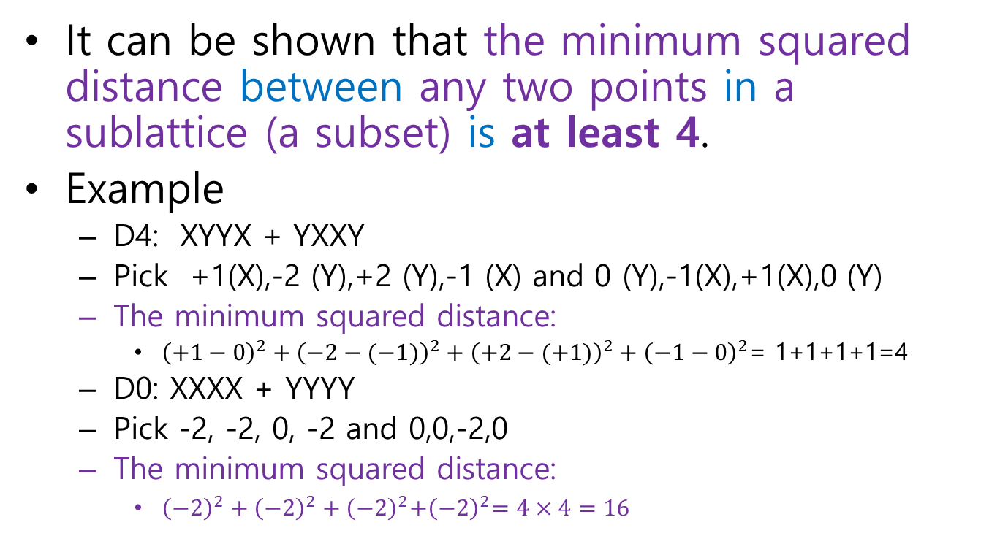 • It can be shown that the minimum squared
distance between any two points in a
sublattice (a subset) is at least 4.
• Example
– D4: XYYX + YXXY
– Pick +1(X),-2 (Y),+2 (Y),-1 (X) and 0 (Y),-1(X),+1(X),0 (Y)
– The minimum squared distance:
• (+1 − 0)² + (−2 − (−1))² + (+2 − (+1))² + (−1 − 0)²= 1+1+1+1=4
– D0: XXXX + YYYY
– Pick -2, -2, 0, -2 and 0,0,-2,0
– The minimum squared distance:
• (−2)² + (−2)² + (−2)²+(−2)²= 4 × 4 = 16